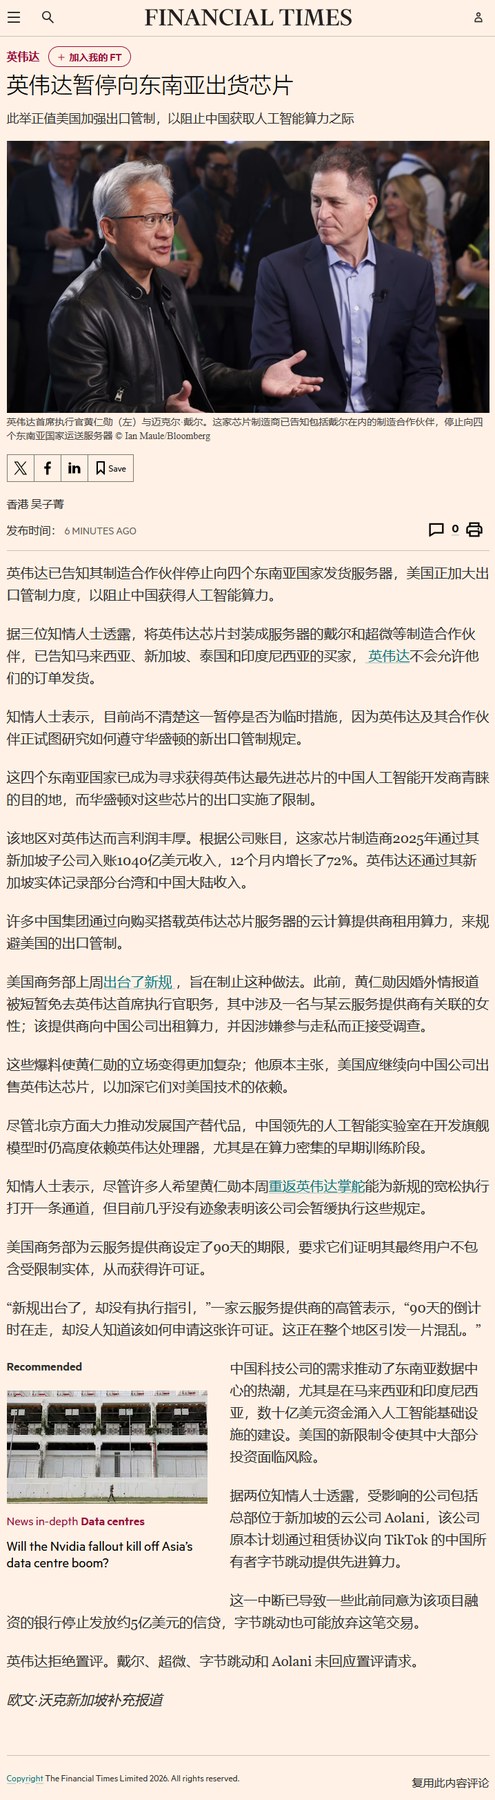 FINANCIAL TIMES
英伟达
+ 加入我的 FT
英伟达暂停向东南亚出货芯片
此举正值美国加强出口管制，以阻止中国获取人工智能算力之际
英伟达首席执行官黄仁勋（左）与迈克尔·戴尔。这家芯片制造商已告知包括戴尔在内的制造合作伙伴，停止向四
个东南亚国家运送服务器 © Ian Maule/Bloomberg
Save
香港 吴子菁
发布时间： 6 MINUTES AGO
0
英伟达已告知其制造合作伙伴停止向四个东南亚国家发货服务器，美国正加大出
口管制力度，以阻止中国获得人工智能算力。
据三位知情人士透露，将英伟达芯片封装成服务器的戴尔和超微等制造合作伙
伴，已告知马来西亚、新加坡、泰国和印度尼西亚的买家， 英伟达不会允许他
们的订单发货。
知情人士表示，目前尚不清楚这一暂停是否为临时措施，因为英伟达及其合作伙
伴正试图研究如何遵守华盛顿的新出口管制规定。
这四个东南亚国家已成为寻求获得英伟达最先进芯片的中国人工智能开发商青睐
的目的地，而华盛顿对这些芯片的出口实施了限制。
该地区对英伟达而言利润丰厚。根据公司账目，这家芯片制造商2025年通过其
新加坡子公司入账1040亿美元收入，12个月内增长了72%。英伟达还通过其新
加坡实体记录部分台湾和中国大陆收入。
许多中国集团通过向购买搭载英伟达芯片服务器的云计算提供商租用算力，来规
避美国的出口管制。
美国商务部上周出台了新规 ，旨在制止这种做法。此前，黄仁勋因婚外情报道
被短暂免去英伟达首席执行官职务，其中涉及一名与某云服务提供商有关联的女
性；该提供商向中国公司出租算力，并因涉嫌参与走私而正接受调查。
这些爆料使黄仁勋的立场变得更加复杂；他原本主张，美国应继续向中国公司出
售英伟达芯片，以加深它们对美国技术的依赖。
尽管北京方面大力推动发展国产替代品，中国领先的人工智能实验室在开发旗舰
模型时仍高度依赖英伟达处理器，尤其是在算力密集的早期训练阶段。
知情人士表示，尽管许多人希望黄仁勋本周重返英伟达掌舵能为新规的宽松执行
打开一条通道，但目前几乎没有迹象表明该公司会暂缓执行这些规定。
美国商务部为云服务提供商设定了90天的期限，要求它们证明其最终用户不包
含受限制实体，从而获得许可证。
“新规出台了，却没有执行指引，”一家云服务提供商的高管表示，“90天的倒计
时在走，却没人知道该如何申请这张许可证。这正在整个地区引发一片混乱。”
Recommended
News in-depth Data centres
Will the Nvidia fallout kill off Asia’s
data centre boom?
中国科技公司的需求推动了东南亚数据中
心的热潮，尤其是在马来西亚和印度尼西
亚，数十亿美元资金涌入人工智能基础设
施的建设。美国的新限制令使其中大部分
投资面临风险。
据两位知情人士透露，受影响的公司包括
总部位于新加坡的云公司 Aolani，该公司
原本计划通过租赁协议向 TikTok 的中国所
有者字节跳动提供先进算力。
这一中断已导致一些此前同意为该项目融
资的银行停止发放约5亿美元的信贷，字节跳动也可能放弃这笔交易。
英伟达拒绝置评。戴尔、超微、字节跳动和 Aolani 未回应置评请求。
欧文·沃克新加坡补充报道
Copyright The Financial Times Limited 2026. All rights reserved.
复用此内容评论